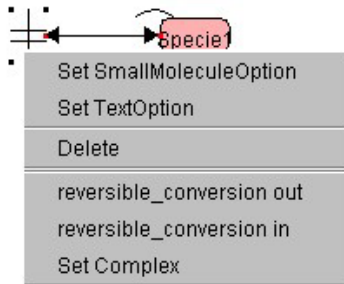 Specie1
Set SmallMoleculeOption
Set TextOption
Delete
reversible_conversion out
reversible_conversion in
Set Complex